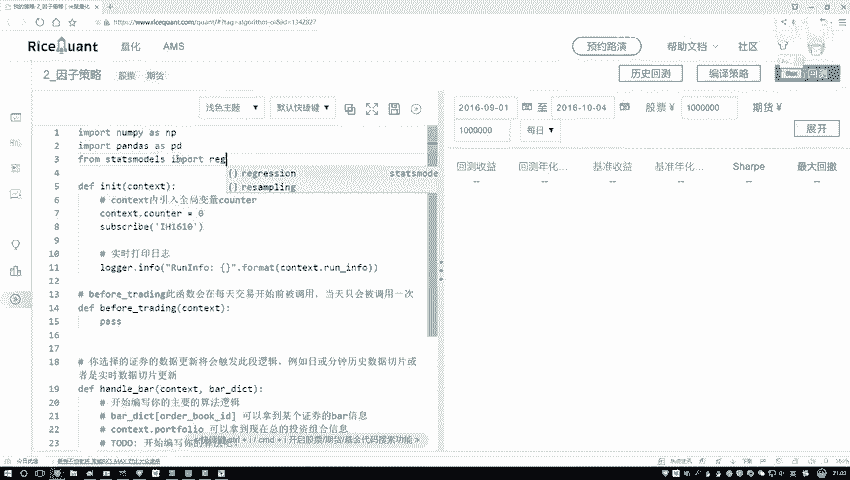 我的策略-2_因子策略
https://www.ricequant.com/quant/
RiceQuant 量化 AMS 预约路演 帮助文档 社区
2_因子策略 股票 期货 历史回测 编译策略
浅色主题 默认快捷键
2016-09-01 至 2016-10-04 股票 ¥ 1000000 期货 ¥
1000000 每日 展开
回测收益 回测年化... 基准收益 基准年化... Sharpe 最大回撤
-- -- -- -- -- --
1 import numpy as np
2 import pandas as pd
3 from statsmodels import reg
4 {} regression statsmode
{} resampling
5 def init(context):
6 # context内引入全局变量counter
7 context.counter = 0
8 subscribe('IH1610')
9
10 # 实时打印日志
11 logger.info("RunInfo: {}".format(context.run_info))
12
13 # before_trading此函数会在每天交易开始前被调用，当天只会被调用一次
14 def before_trading(context):
15 pass
16
17
18 # 你选择的证券的数据更新将会触发此段逻辑，例如日或分钟历史数据切片或
者是实时数据切片更新
19 def handle_bar(context, bar_dict):
20 # 开始编写你的主要的算法逻辑
21 # bar_dict[order_book_id] 可以拿到某个证券的bar信息
22 # context.portfolio 可以拿到现在总的投资组合信息
23 # TODO: 开始编写你的算法
ctrl + i / cmd + i 开启股票/期货/基金代码搜索功能